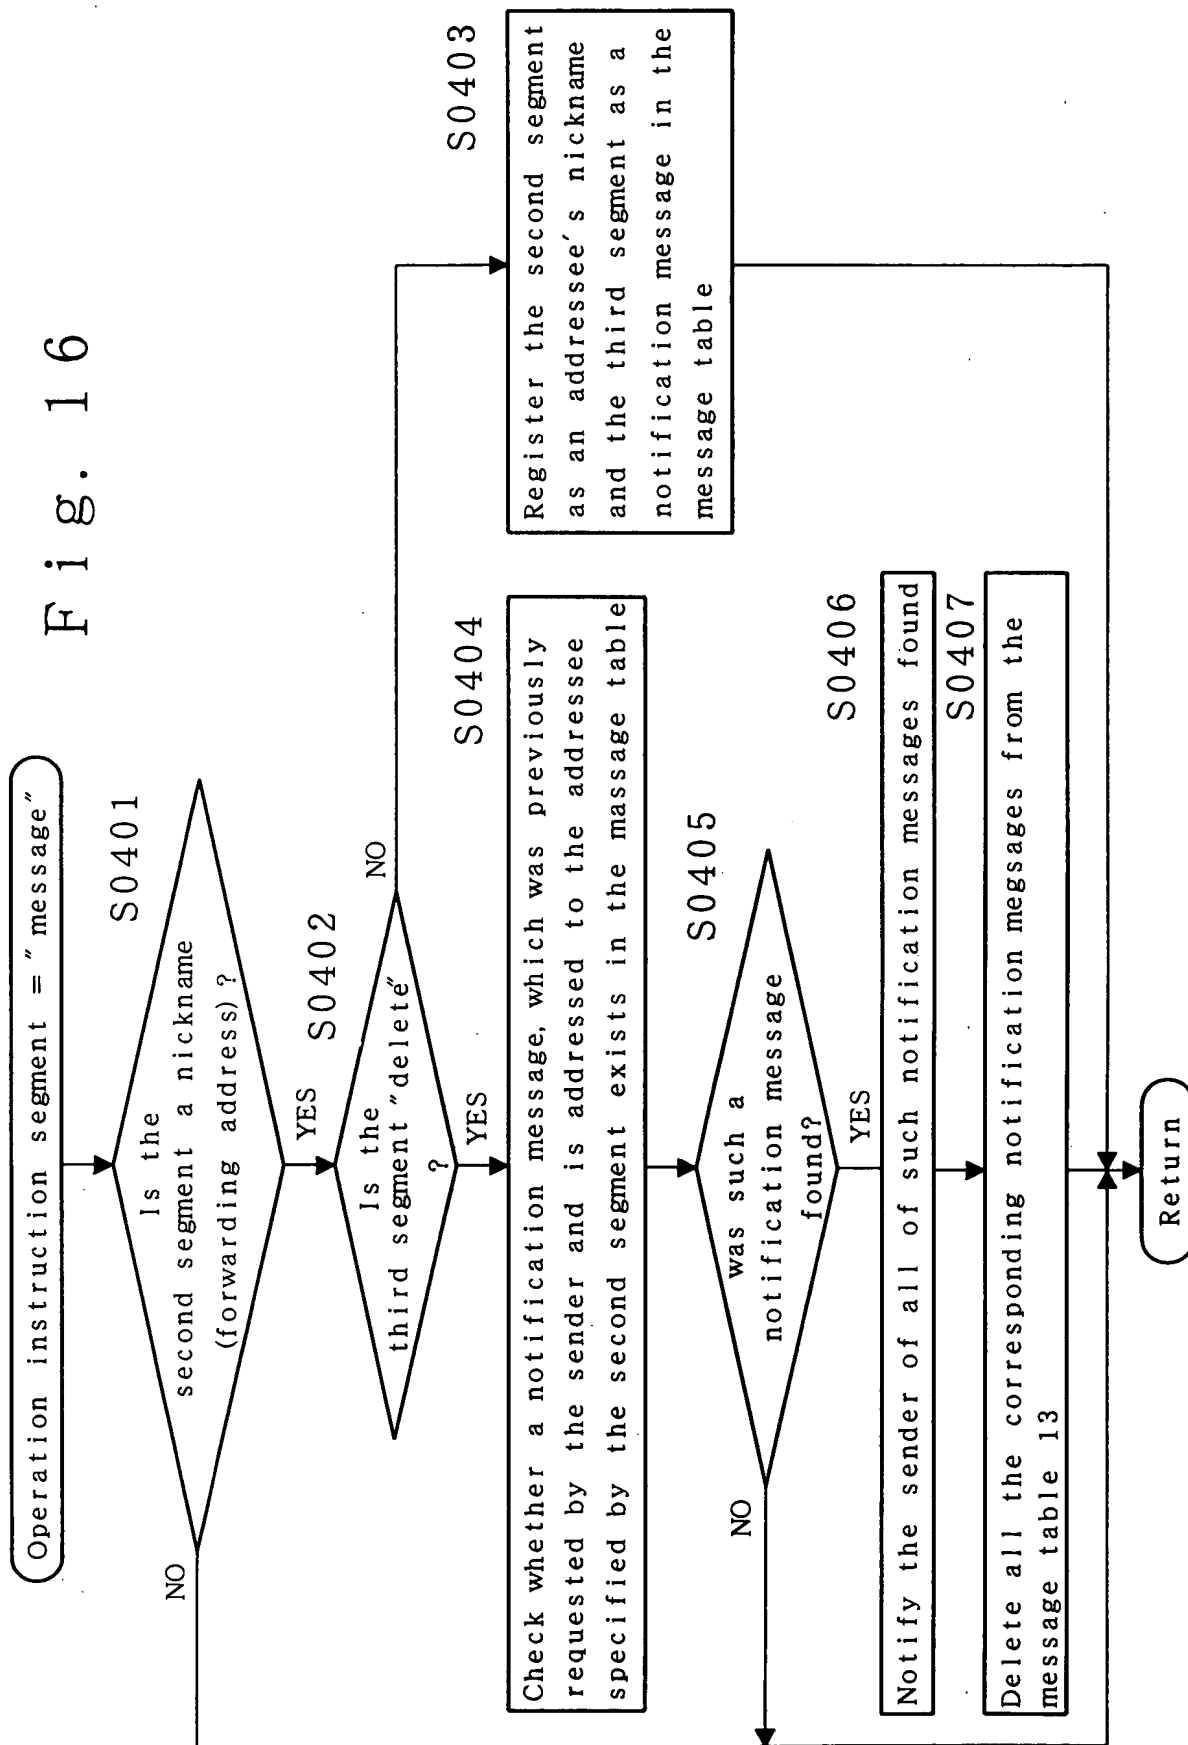 Fig. 16
Operation instruction segment ="message"
S0401
Is the
second segment a nickname
(forwarding address)?
NO
YES
S0402
Is the
third segment "delete"
?
NO
YES
S0403
Register the second segment
as an addressee's nickname
and the third segment as a
notification message in the
message table
S0404
Check whether a notification message, which was previously
requested by the sender and is addressed to the addressee
specified by the second segment exists in the massage table
S0405
was such a
notification message
found?
NO
YES
S0406
Notify the sender of all of such notification messages found
S0407
Delete all the corresponding notification megsages from the
message table 13
Return